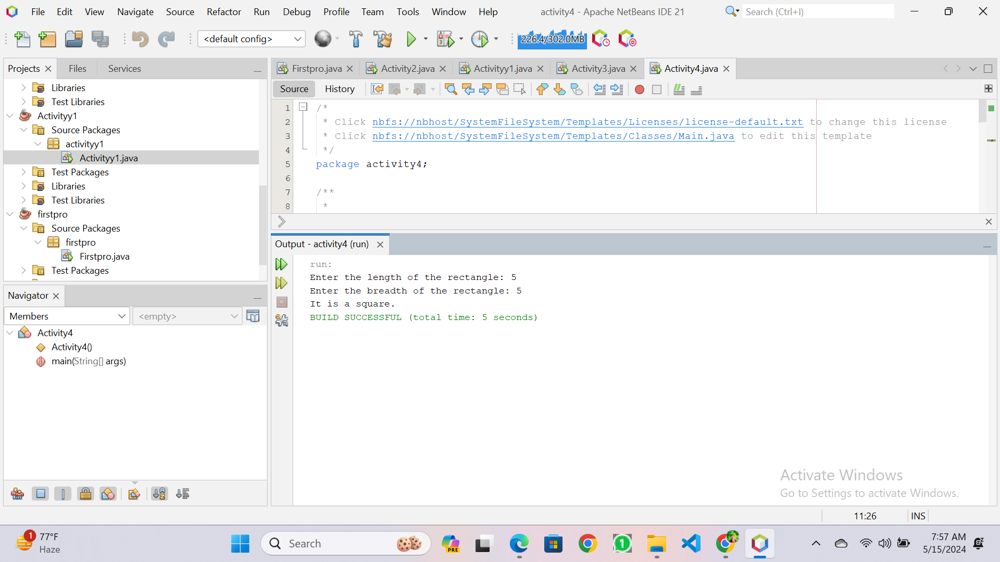 File Edit View Navigate Source Refactor Run Debug Profile Team Tools Window Help
activity4 - Apache NetBeans IDE 21
Search (Ctrl+I)
<default config>
226.4/302.0MB
Projects Files Services
Libraries
Test Libraries
Activityy1
Source Packages
activityy1
Activityy1.java
Test Packages
Libraries
Test Libraries
firstpro
Source Packages
firstpro
Firstpro.java
Test Packages
Navigator
Members <empty>
Activity4
Activity4()
main(String[] args)
Firstpro.java Activity2.java Activityy1.java Activity3.java Activity4.java
Source History
1 /*
2 * Click nbfs://nbhost/SystemFileSystem/Templates/Licenses/license-default.txt to change this license
3 * Click nbfs://nbhost/SystemFileSystem/Templates/Classes/Main.java to edit this template
4 */
5 package activity4;
6
7 /**
8 *
Output - activity4 (run)
run:
Enter the length of the rectangle: 5
Enter the breadth of the rectangle: 5
It is a square.
BUILD SUCCESSFUL (total time: 5 seconds)
Activate Windows
Go to Settings to activate Windows.
11:26 INS
1
77°F
Haze
Search
PRE
1
7:57 AM
5/15/2024